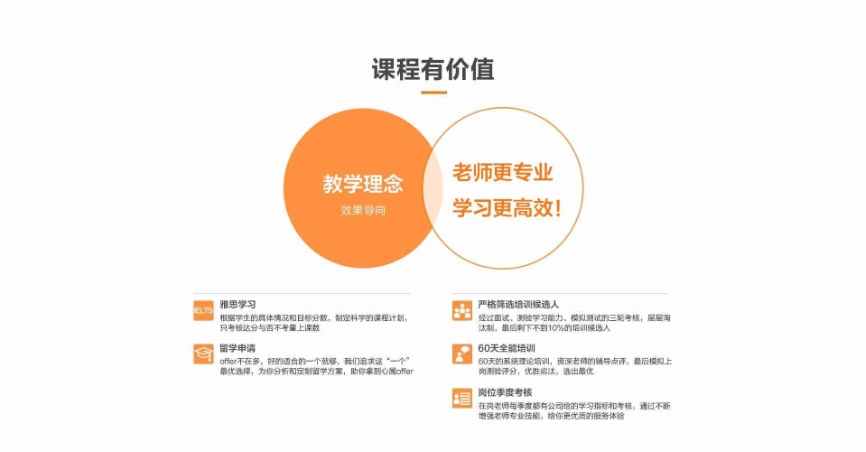 课程有价值
教学理念
效果导向
老师更专业
学习更高效!
IELTS
雅思学习
根据学生的具体情况和目标分数，制定科学的课程计划，
只考核达分与否不考量上课数
留学申请
offer不在多，好的适合的一个就够，我们追求这“一个”
最优选择，为你分析和定制留学方案，助你拿到心属offer
严格筛选培训候选人
经过面试、测验学习能力、模拟测试的三轮考核，层层淘
汰制，最后剩下不到10%的培训候选人
60天全能培训
60天的系统理论培训，资深老师的辅导点评，最后模拟上
岗测验评分，优胜劣汰，选出最优
岗位季度考核
在岗老师每季度都有公司给的学习指标和考核，通过不断
增强老师专业技能，给你更优质的服务体验